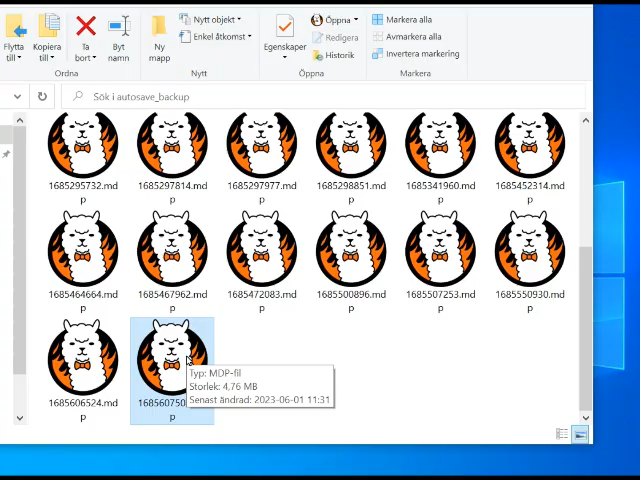 Flytta till
Kopiera till
Ta bort
Byt namn
Ny mapp
Nytt objekt
Enkel åtkomst
Egenskaper
Öppna
Redigera
Historik
Markera alla
Avmarkera alla
Invertera markering
Ordna
Nytt
Öppna
Markera
Sök i autosave_backup
1685295732.mdp
1685297814.mdp
1685297977.mdp
1685298851.mdp
1685341960.mdp
1685452314.mdp
1685464664.mdp
1685467962.mdp
1685472083.mdp
1685500896.mdp
1685507253.mdp
1685550930.mdp
1685606524.mdp
p
Typ: MDP-fil
Storlek: 4,76 MB
Senast ändrad: 2023-06-01 11:31